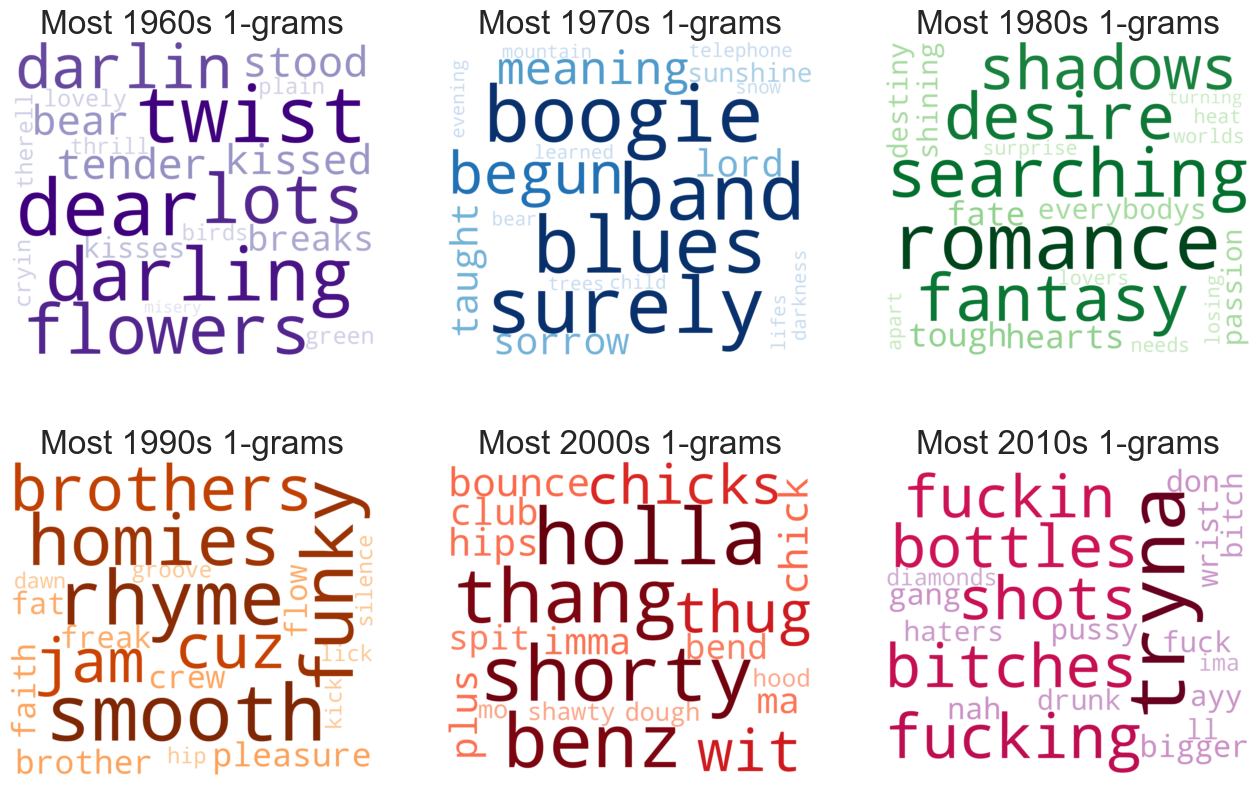 Most 1960s 1-grams
darlin
stood
plain
lovely
twist
bear
therell
thrill
tender
kissed
dear
lots
birds
kisses
breaks
cryin
darling
misery
flowers
green
Most 1970s 1-grams
mountain
telephone
meaning
sunshine
snow
evening
boogie
learned
begun
lord
band
bear
taught
blues
trees
child
surely
lifes
darkness
sorrow
Most 1980s 1-grams
destiny
shining
shadows
desire
turning
heat
worlds
surprise
searching
fate
everybodys
romance
lovers
fantasy
passion
losing
apart
tough
hearts
needs
Most 1990s 1-grams
brothers
homies
funky
dawn
groove
silence
fat
rhyme
flow
freak
cuz
jam
lick
faith
crew
smooth
kick
brother
hip
pleasure
Most 2000s 1-grams
bounce
chicks
club
holla
chick
hips
thang
thug
spit
imma
bend
shorty
hood
plus
mo
shawty
dough
ma
benz
wit
Most 2010s 1-grams
fuckin
don
bitch
wrist
bottles
tryna
diamonds
gang
shots
haters
pussy
fuck
bitches
ima
nah
drunk
ayy
ll
fucking
bigger